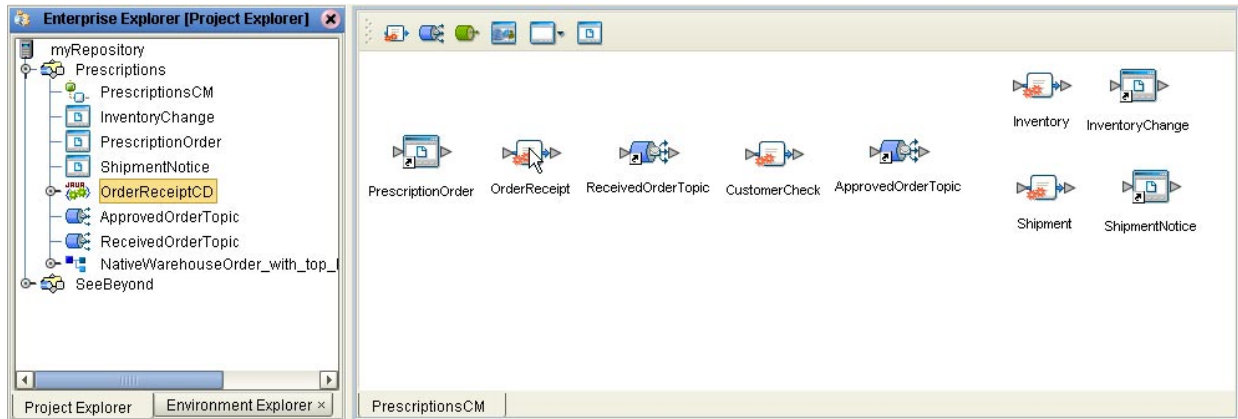 Enterprise Explorer [Project Explorer]
myRepository
Prescriptions
PrescriptionsCM
InventoryChange
PrescriptionOrder
ShipmentNotice
JAVA
OrderReceiptCD
ApprovedOrderTopic
ReceivedOrderTopic
NativeWarehouseOrder_with_top_
SeeBeyond
Project Explorer
Environment Explorer ×
PrescriptionOrder
OrderReceipt
ReceivedOrderTopic
CustomerCheck
ApprovedOrderTopic
Inventory
InventoryChange
Shipment
ShipmentNotice
PrescriptionsCM